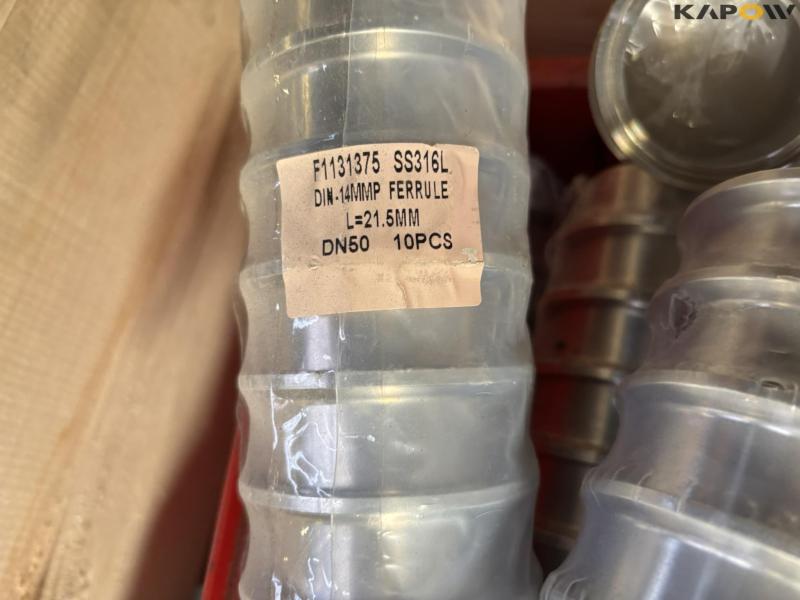 KAPOW
F1131375 SS316L
DIN-14MMP FERRULE
L=21.5MM
DN50 10PCS